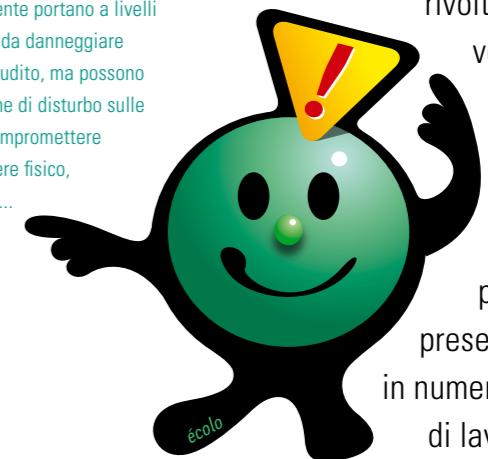 ente portano a livelli
da danneggiare
udito, ma possono
ne di disturbo sulle
mpromettere
ere fisico,
...
rivolt
v
p
prese
in numer
di lav
!
écolo